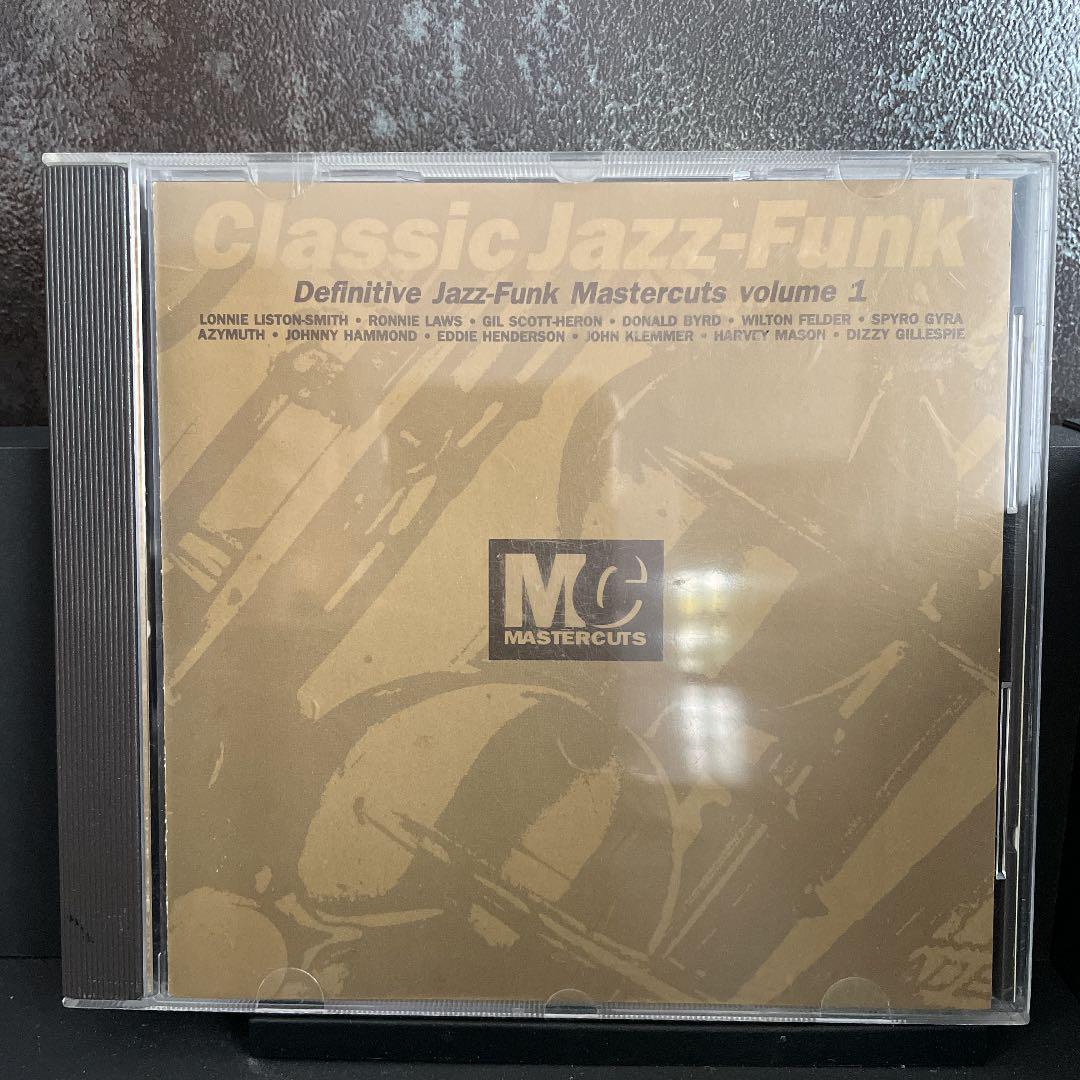 Classic Jazz-Funk
Definitive Jazz-Funk Mastercuts volume 1
LONNIE LISTON-SMITH • RONNIE LAWS • GIL SCOTT-HERON • DONALD BYRD • WILTON FELDER • SPYRO GYRA
AZYMUTH • JOHNNY HAMMOND • EDDIE HENDERSON • JOHN KLEMMER • HARVEY MASON • DIZZY GILLESPIE
Mc
MASTERCUTS